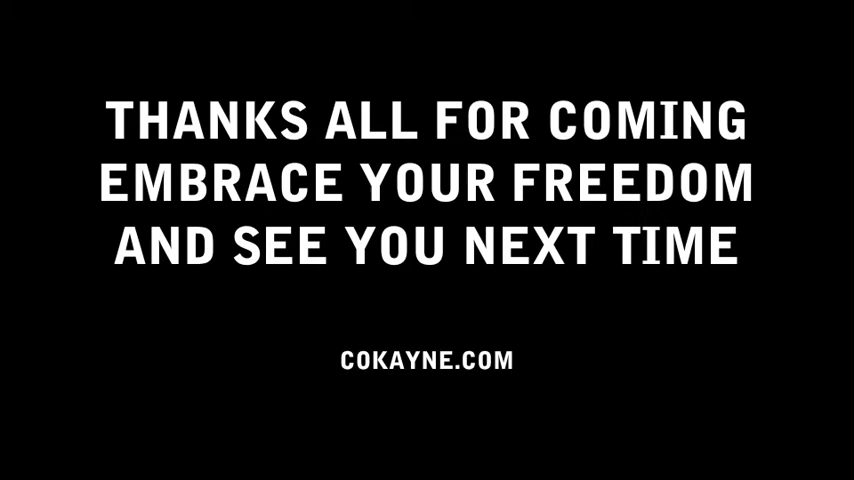 THANKS ALL FOR COMING
EMBRACE YOUR FREEDOM
AND SEE YOU NEXT TIME
COKAYNE.COM